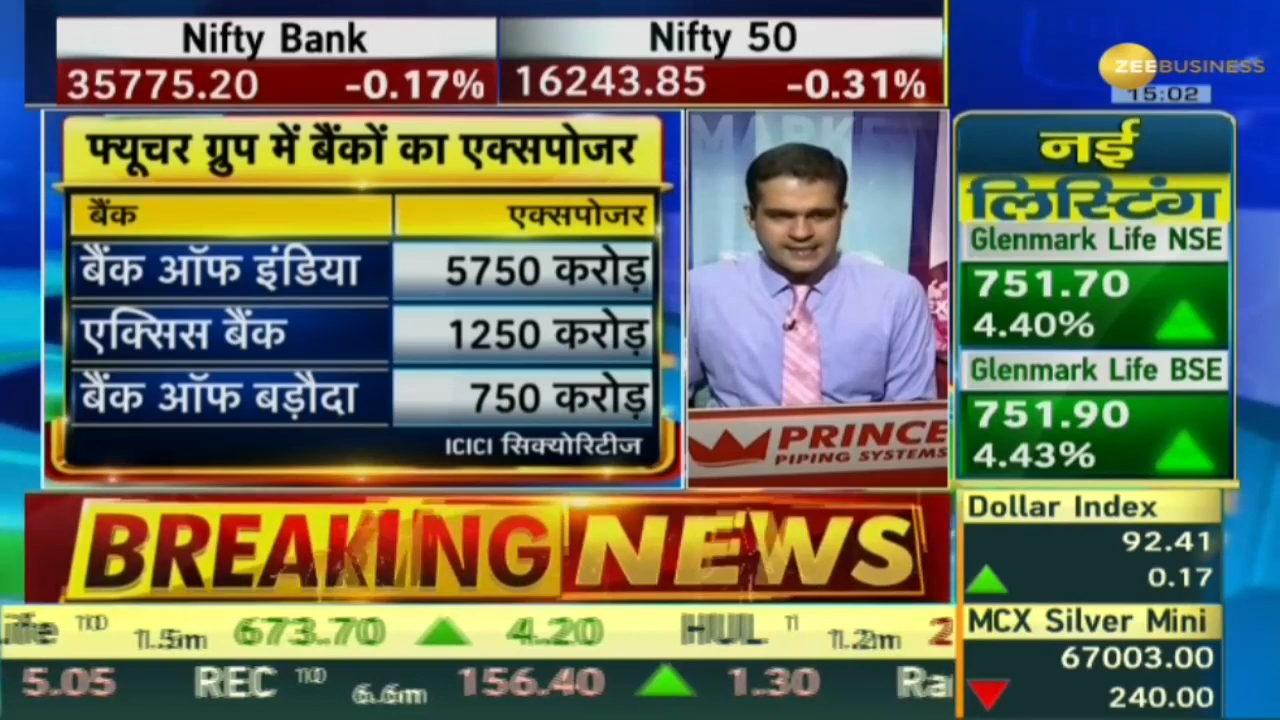 Nifty Bank
35775.20 -0.17%
Nifty 50
16243.85 -0.31%
ZEEBUSINESS
15:02
फ्यूचर ग्रुप में बैंकों का एक्सपोजर
बैंक एक्सपोजर
बैंक ऑफ इंडिया 5750 करोड़
एक्सिस बैंक 1250 करोड़
बैंक ऑफ बड़ौदा 750 करोड़
ICICI सिक्योरिटीज
MARKET
PRINCE
PIPING SYSTEMS
नई
लिस्टिंग
Glenmark Life NSE
751.70
4.40%
Glenmark Life BSE
751.90
4.43%
BREAKING NEWS
Dollar Index
92.41
0.17
MCX Silver Mini
67003.00
240.00
1.5m 673.70 4.20 HUL 1.2m
5.05 REC 6.6m 156.40 1.30 Ra